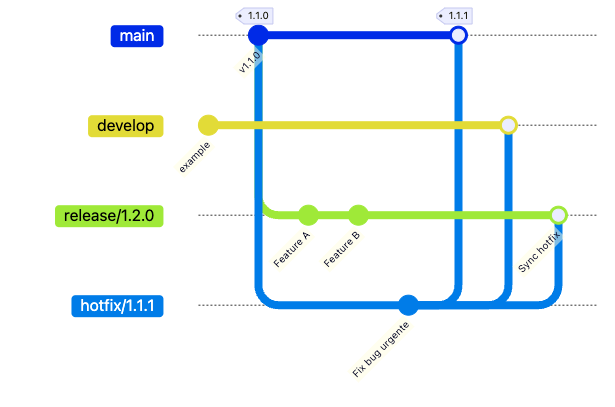 1.1.0
1.1.1
main
v1.1.0
develop
example
release/1.2.0
Feature A
Feature B
Sync hotfix
hotfix/1.1.1
Fix bug urgente